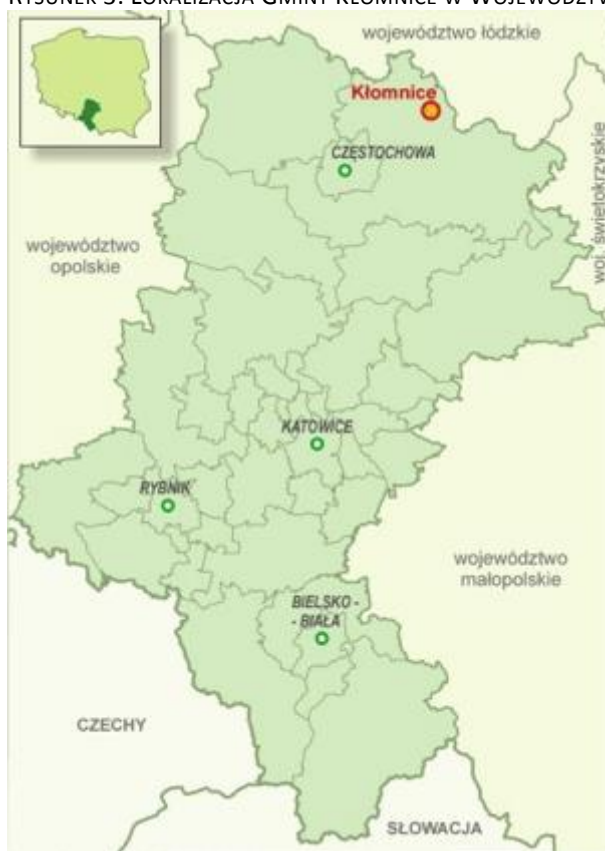 RYSUNEK 3. LOKALIZACJA GMINY KŁOMNICE W WOJEWÓDZTW
województwo łódzkie
Kłomnice
CZĘSTOCHOWA
woj. świętokrzyskie
województwo
opolskie
KATOWICE
RYBNIK
województwo
małopolskie
BIELSKO -
- BIAŁA
CZECHY
SŁOWACJA